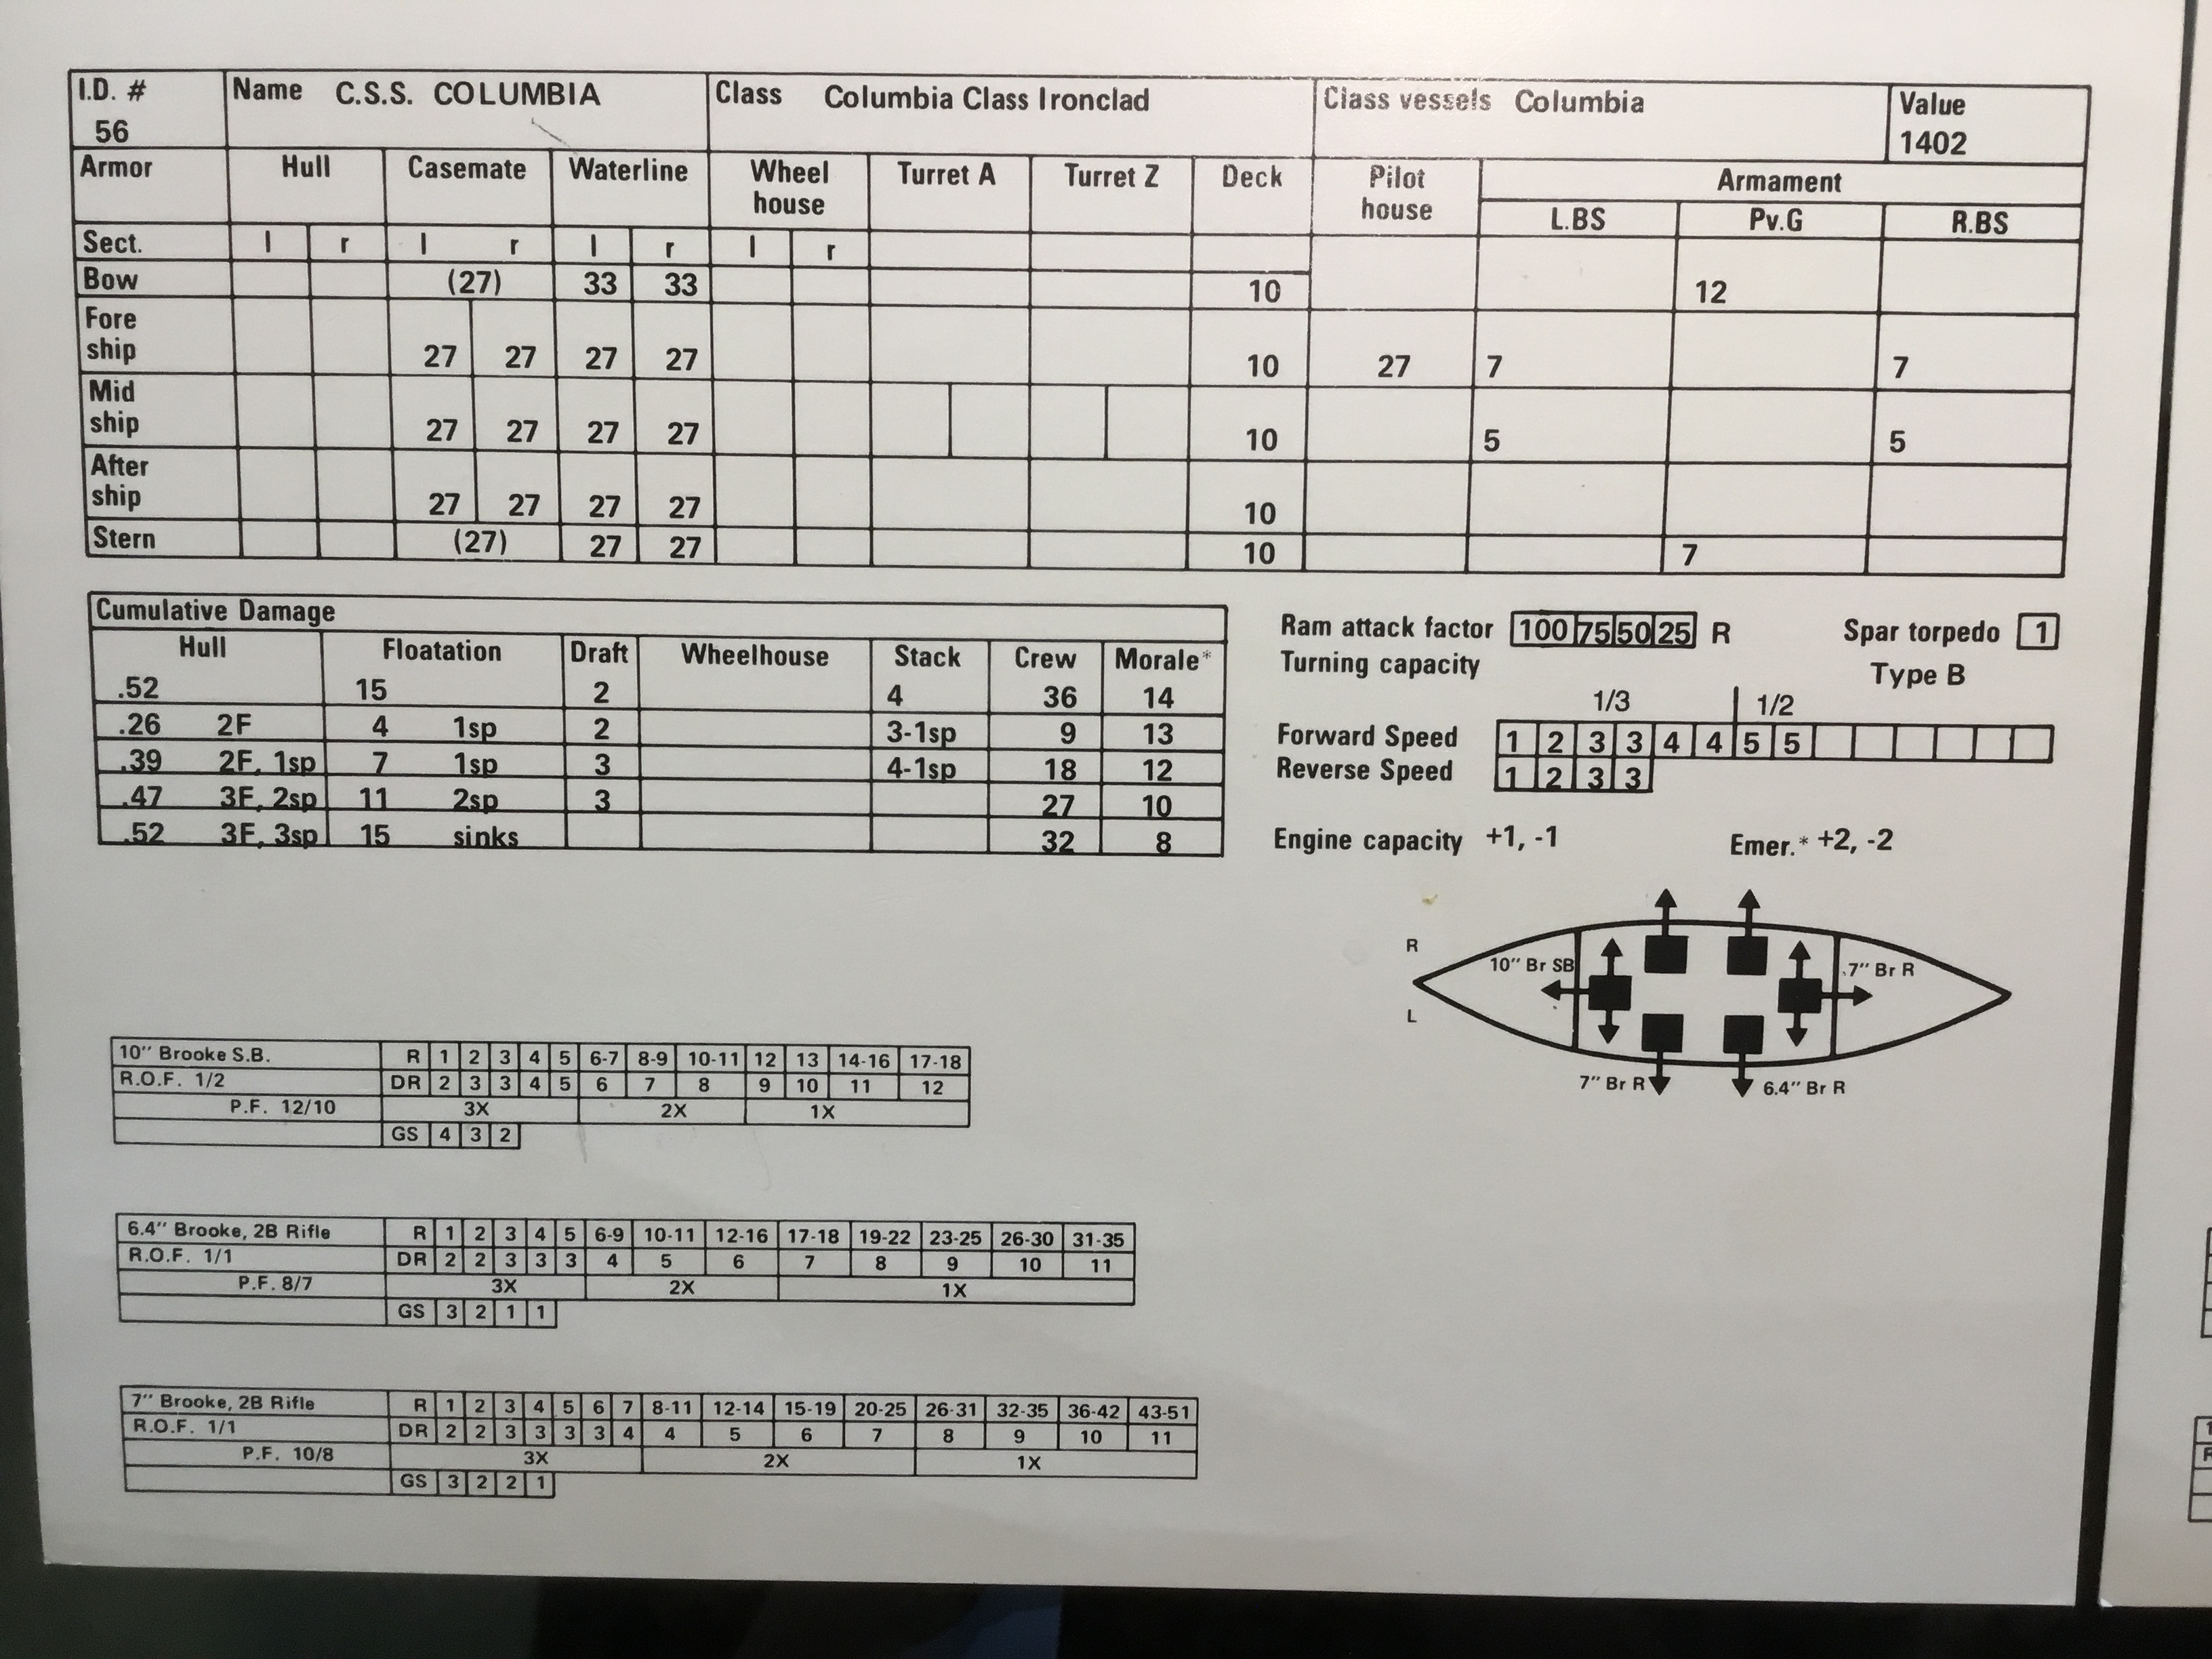 I.D. # Name C.S.S. COLUMBIA Class Columbia Class Ironclad Class vessels Columbia Value
56 1402
Armor Hull Casemate Waterline Wheel house Turret A Turret Z Deck Pilot house Armament
L.BS Pv.G R.BS
Sect. l r l r l r l r
Bow (27) 33 33 10 12
Fore ship 27 27 27 27 10 27 7 7
Mid ship 27 27 27 27 10 5 5
After ship 27 27 27 27 10
Stern (27) 27 27 10 7
Cumulative Damage
Hull Floatation Draft Wheelhouse Stack Crew Morale*
.52 15 2 4 36 14
.26 2F 4 1sp 2 3-1sp 9 13
.39 2F, 1sp 7 1sp 3 4-1sp 18 12
.47 3F, 2sp 11 2sp 3 27 10
.52 3F, 3sp 15 sinks 32 8
Ram attack factor 100 75 50 25 R Spar torpedo 1
Turning capacity Type B
1/3 1/2
Forward Speed 1 2 3 3 4 4 5 5
Reverse Speed 1 2 3 3
Engine capacity +1, -1 Emer.* +2, -2
R
10" Br SB 7" Br R
L
7" Br R 6.4" Br R
10" Brooke S.B. R 1 2 3 4 5 6-7 8-9 10-11 12 13 14-16 17-18
R.O.F. 1/2 DR 2 3 3 4 5 6 7 8 9 10 11 12
P.F. 12/10 3X 2X 1X
GS 4 3 2
6.4" Brooke, 2B Rifle R 1 2 3 4 5 6-9 10-11 12-16 17-18 19-22 23-25 26-30 31-35
R.O.F. 1/1 DR 2 2 3 3 3 4 5 6 7 8 9 10 11
P.F. 8/7 3X 2X 1X
GS 3 2 1 1
7" Brooke, 2B Rifle R 1 2 3 4 5 6 7 8-11 12-14 15-19 20-25 26-31 32-35 36-42 43-51
R.O.F. 1/1 DR 2 2 3 3 3 3 4 4 5 6 7 8 9 10 11
P.F. 10/8 3X 2X 1X
GS 3 2 2 1